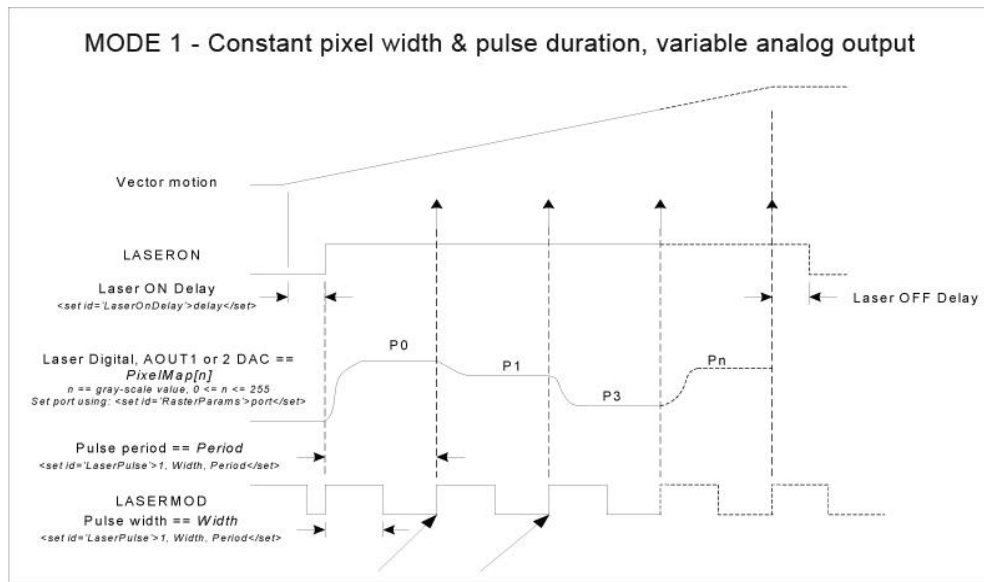 MODE 1 - Constant pixel width & pulse duration, variable analog output
Vector motion
LASERON
Laser ON Delay
<set id='LaserOnDelay'>delay</set>
Laser OFF Delay
Laser Digital, AOUT1 or 2 DAC ==
PixelMap[n]
n == gray-scale value, 0 <= n <= 255
Set port using: <set id='RasterParams'>port</set>
P0
P1
P3
Pn
Pulse period == Period
<set id='LaserPulse'>1, Width, Period</set>
LASERMOD
Pulse width == Width
<set id='LaserPulse'>1, Width, Period</set>